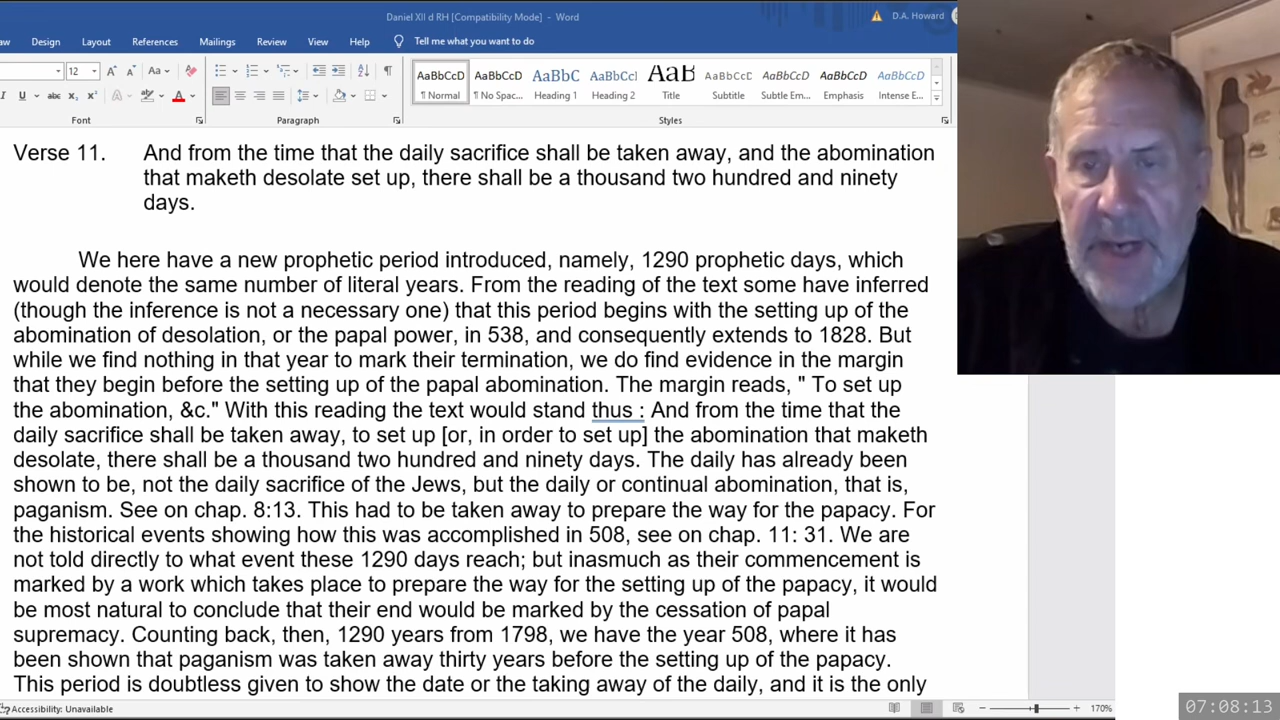 Daniel XII d RH [Compatibility Mode] - Word
D.A. Howard
aw Design Layout References Mailings Review View Help Tell me what you want to do
12 Aa
AaBbCcD AaBbCcD AaBbC AaBbCcI AaB AaBbCcD AaBbCcD AaBbCcD AaBbCcD
I U abc X₂ X² A aby A
¶ Normal ¶ No Spac... Heading 1 Heading 2 Title Subtitle Subtle Em... Emphasis Intense E...
Font Paragraph Styles
Verse 11. And from the time that the daily sacrifice shall be taken away, and the abomination
that maketh desolate set up, there shall be a thousand two hundred and ninety
days.
We here have a new prophetic period introduced, namely, 1290 prophetic days, which
would denote the same number of literal years. From the reading of the text some have inferred
(though the inference is not a necessary one) that this period begins with the setting up of the
abomination of desolation, or the papal power, in 538, and consequently extends to 1828. But
while we find nothing in that year to mark their termination, we do find evidence in the margin
that they begin before the setting up of the papal abomination. The margin reads, " To set up
the abomination, &c." With this reading the text would stand thus : And from the time that the
daily sacrifice shall be taken away, to set up [or, in order to set up] the abomination that maketh
desolate, there shall be a thousand two hundred and ninety days. The daily has already been
shown to be, not the daily sacrifice of the Jews, but the daily or continual abomination, that is,
paganism. See on chap. 8:13. This had to be taken away to prepare the way for the papacy. For
the historical events showing how this was accomplished in 508, see on chap. 11: 31. We are
not told directly to what event these 1290 days reach; but inasmuch as their commencement is
marked by a work which takes place to prepare the way for the setting up of the papacy, it would
be most natural to conclude that their end would be marked by the cessation of papal
supremacy. Counting back, then, 1290 years from 1798, we have the year 508, where it has
been shown that paganism was taken away thirty years before the setting up of the papacy.
This period is doubtless given to show the date or the taking away of the daily, and it is the only
Accessibility: Unavailable
170%
07:08:13